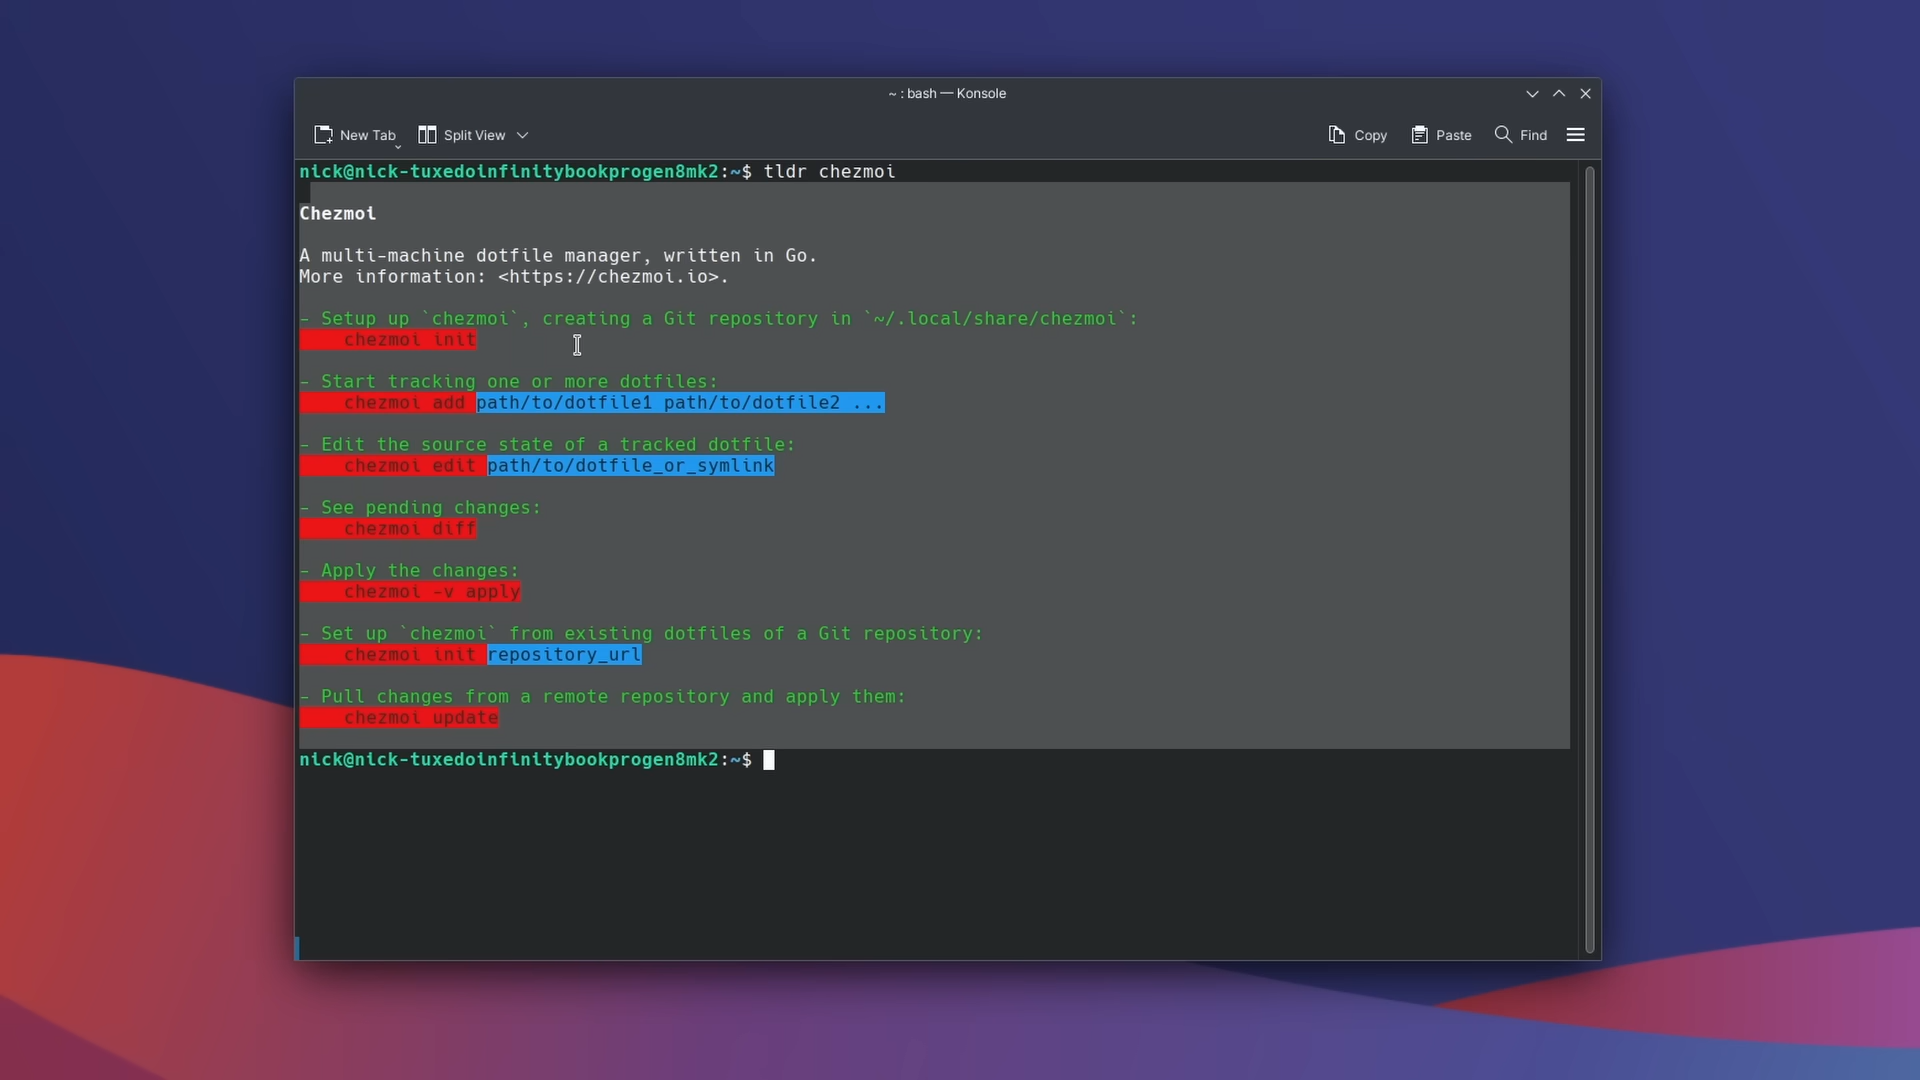 ~ : bash — Konsole
New Tab Split View Copy Paste Find
nick@nick-tuxedoinfinitybookprogen8mk2:~$ tldr chezmoi
Chezmoi
A multi-machine dotfile manager, written in Go.
More information: <https://chezmoi.io>.
- Setup up `chezmoi`, creating a Git repository in `~/.local/share/chezmoi`:
chezmoi init
- Start tracking one or more dotfiles:
chezmoi add path/to/dotfile1 path/to/dotfile2 ...
- Edit the source state of a tracked dotfile:
chezmoi edit path/to/dotfile_or_symlink
- See pending changes:
chezmoi diff
- Apply the changes:
chezmoi -v apply
- Set up `chezmoi` from existing dotfiles of a Git repository:
chezmoi init repository_url
- Pull changes from a remote repository and apply them:
chezmoi update
nick@nick-tuxedoinfinitybookprogen8mk2:~$